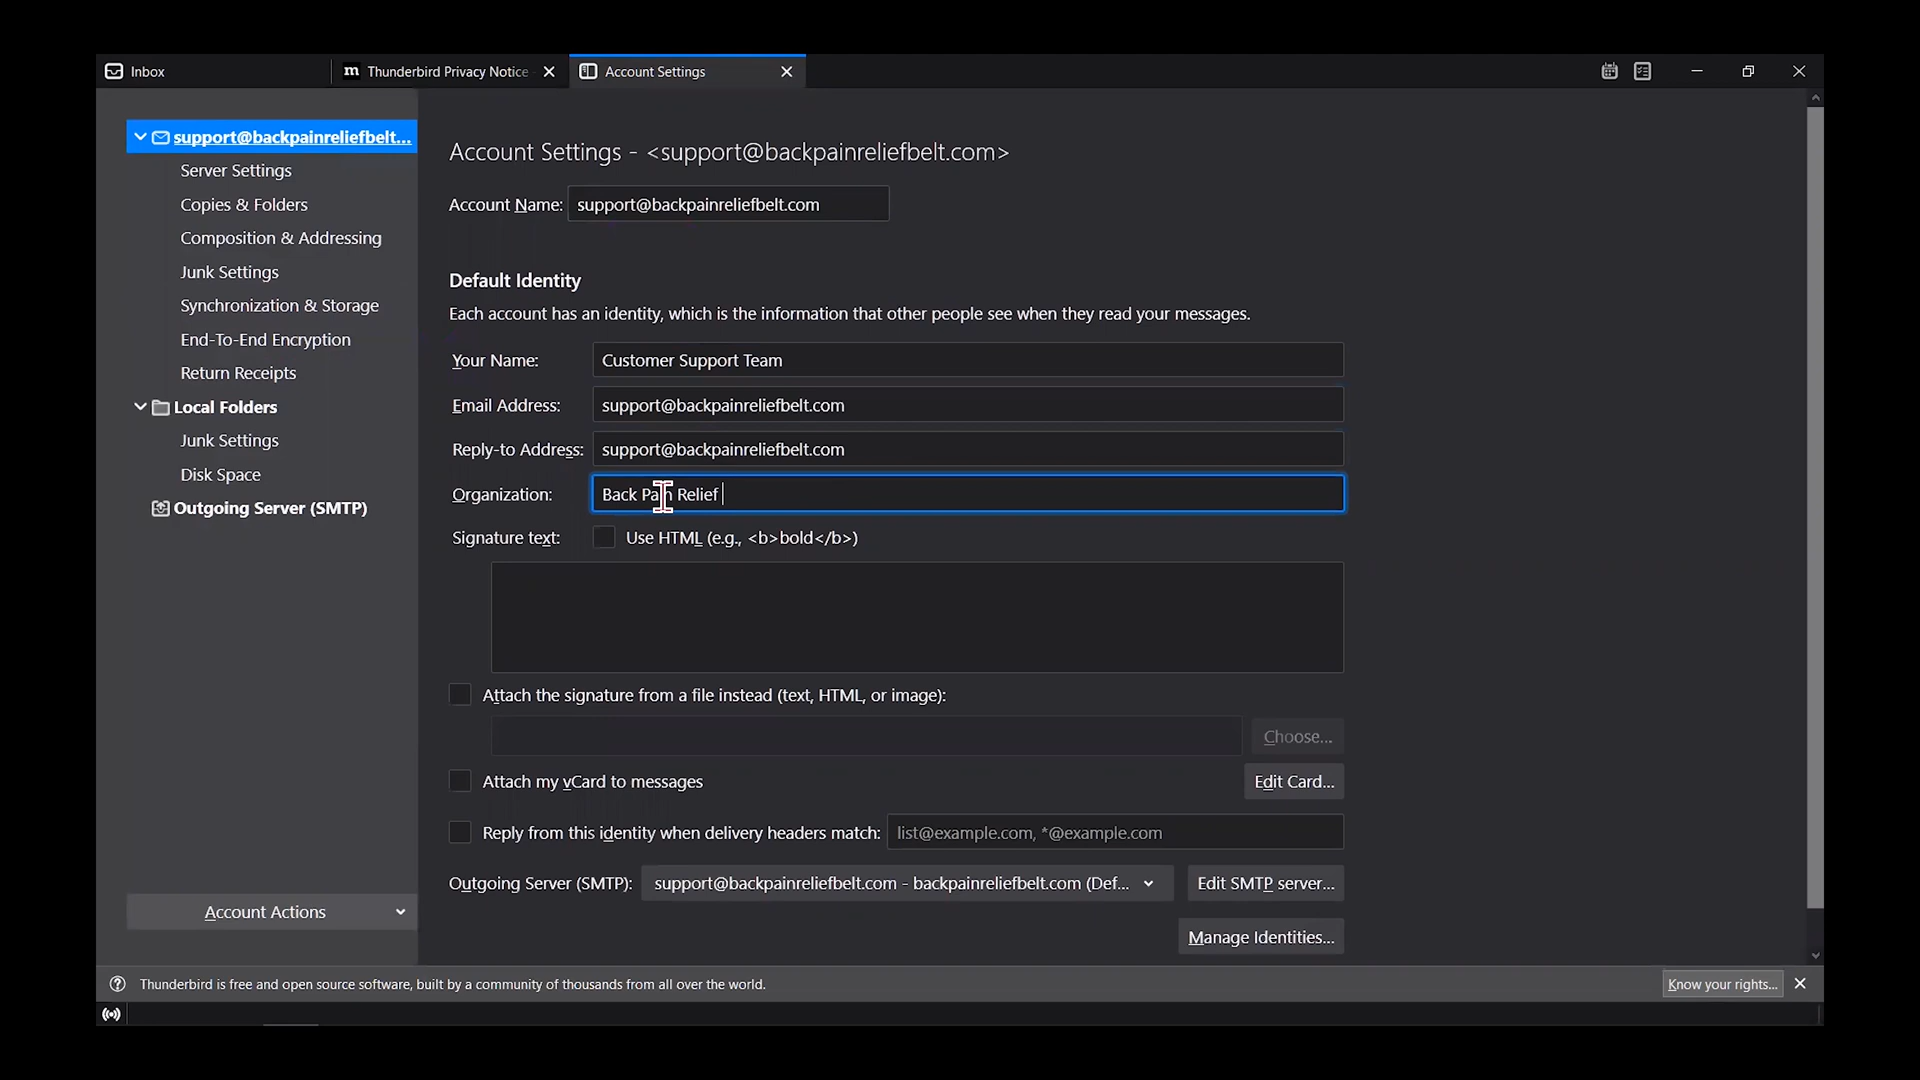 Inbox
m Thunderbird Privacy Notice
Account Settings
support@backpainreliefbelt...
Server Settings
Copies & Folders
Composition & Addressing
Junk Settings
Synchronization & Storage
End-To-End Encryption
Return Receipts
Local Folders
Junk Settings
Disk Space
Outgoing Server (SMTP)
Account Actions
Account Settings - <support@backpainreliefbelt.com>
Account Name: support@backpainreliefbelt.com
Default Identity
Each account has an identity, which is the information that other people see when they read your messages.
Your Name: Customer Support Team
Email Address: support@backpainreliefbelt.com
Reply-to Address: support@backpainreliefbelt.com
Organization: Back Pain Relief
Signature text: Use HTML (e.g., <b>bold</b>)
Attach the signature from a file instead (text, HTML, or image):
Choose...
Attach my vCard to messages Edit Card...
Reply from this identity when delivery headers match: list@example.com, *@example.com
Outgoing Server (SMTP): support@backpainreliefbelt.com - backpainreliefbelt.com (Def... Edit SMTP server...
Manage Identities...
Thunderbird is free and open source software, built by a community of thousands from all over the world. Know your rights...